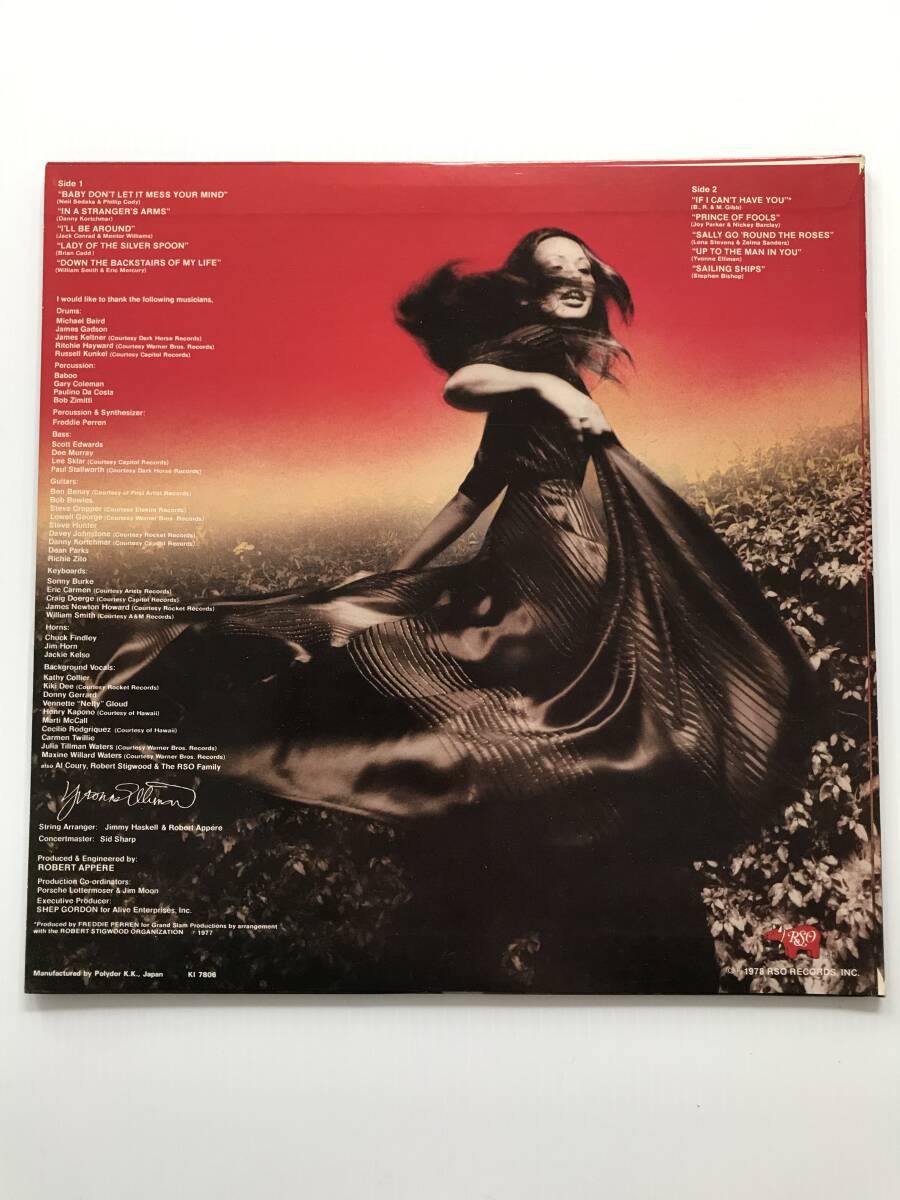 Side 1
"BABY DON'T LET IT MESS YOUR MIND"
(Neil Sedaka & Phillip Cody)
"IN A STRANGER'S ARMS"
(Danny Kortchmar)
"I'LL BE AROUND"
(Jack Conrad & Mentor Williams)
"LADY OF THE SILVER SPOON"
(Brian Cadd)
"DOWN THE BACKSTAIRS OF MY LIFE"
(William Smith & Eric Mercury)
Side 2
"IF I CAN'T HAVE YOU"*
(B., R. & M. Gibb)
"PRINCE OF FOOLS"
(Joy Parker & Nickey Barclay)
"SALLY GO 'ROUND THE ROSES"
(Lona Stevens & Zelma Sanders)
"UP TO THE MAN IN YOU"
(Yvonne Elliman)
"SAILING SHIPS"
(Stephen Bishop)
I would like to thank the following musicians,
Drums:
Michael Baird
James Gadson
James Keltner (Courtesy Dark Horse Records)
Ritchie Hayward (Courtesy Warner Bros. Records)
Russell Kunkel (Courtesy Capitol Records)
Percussion:
Baboo
Gary Coleman
Paulino Da Costa
Bob Zimitti
Percussion & Synthesizer:
Freddie Perren
Bass:
Scott Edwards
Dee Murray
Lee Sklar (Courtesy Capitol Records)
Paul Stallworth (Courtesy Dark Horse Records)
Guitars:
Ben Benay (Courtesy of First Artist Records)
Bob Bowles
Steve Cropper (Courtesy Elektra Records)
Lowell George (Courtesy Warner Bros. Records)
Steve Hunter
Davey Johnstone (Courtesy Rocket Records)
Danny Kortchmar (Courtesy Capitol Records)
Dean Parks
Richie Zito
Keyboards:
Sonny Burke
Eric Carmen (Courtesy Arista Records)
Craig Doerge (Courtesy Capitol Records)
James Newton Howard (Courtesy Rocket Records)
William Smith (Courtesy A&M Records)
Horns:
Chuck Findley
Jim Horn
Jackie Kelso
Background Vocals:
Kathy Collier
Kiki Dee (Courtesy Rocket Records)
Donny Gerrard
Vennette "Netty" Gloud
Henry Kapono (Courtesy of Hawaii)
Marti McCall
Cecilio Rodgriquez (Courtesy of Hawaii)
Carmen Twillie
Julia Tillman Waters (Courtesy Warner Bros. Records)
Maxine Willard Waters (Courtesy Warner Bros. Records)
also Al Coury, Robert Stigwood & The RSO Family
Yvonne Elliman
String Arranger: Jimmy Haskell & Robert Appére
Concertmaster: Sid Sharp
Produced & Engineered by:
ROBERT APPÉRE
Production Co-ordinators:
Porsche Lottermoser & Jim Moon
Executive Producer:
SHEP GORDON for Alive Enterprises, Inc.
*Produced by FREDDIE PERREN for Grand Slam Productions by arrangement
with the ROBERT STIGWOOD ORGANIZATION ℗ 1977
Manufactured by Polydor K.K., Japan KI 7806
RSO
1978 RSO RECORDS, INC.